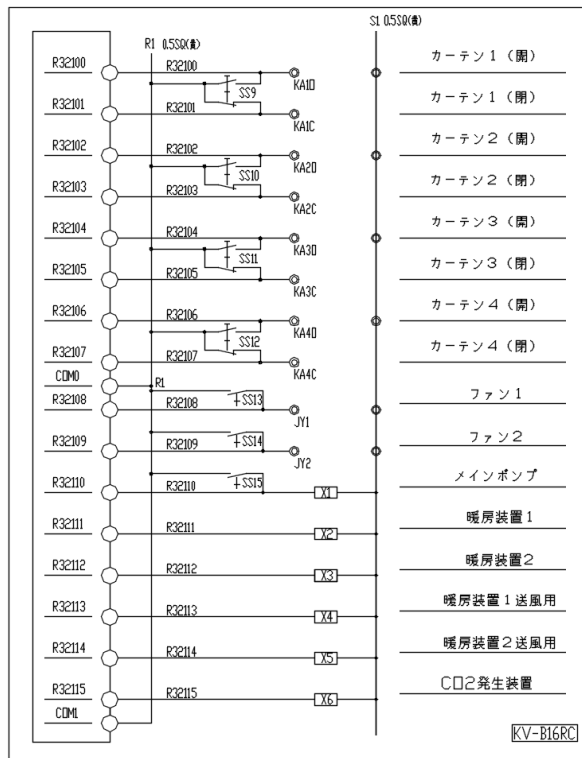 S1 0.5SQ(黄)
R1 0.5SQ(黄)
R32100 R32100 カーテン1(開)
SS9 KA1O
R32101 R32101 カーテン1(閉)
KA1C
R32102 R32102 カーテン2(開)
SS10 KA2O
R32103 R32103 カーテン2(閉)
KA2C
R32104 R32104 カーテン3(開)
SS11 KA3O
R32105 R32105 カーテン3(閉)
KA3C
R32106 R32106 カーテン4(開)
SS12 KA4O
R32107 R32107 カーテン4(閉)
KA4C
COM0 R1
SS13
R32108 R32108 JY1 ファン1
SS14
R32109 R32109 JY2 ファン2
SS15
R32110 R32110 X1 メインポンプ
R32111 R32111 X2 暖房装置1
R32112 R32112 X3 暖房装置2
R32113 R32113 X4 暖房装置1送風用
R32114 R32114 X5 暖房装置2送風用
R32115 R32115 X6 CO2発生装置
COM1
KV-B16RC